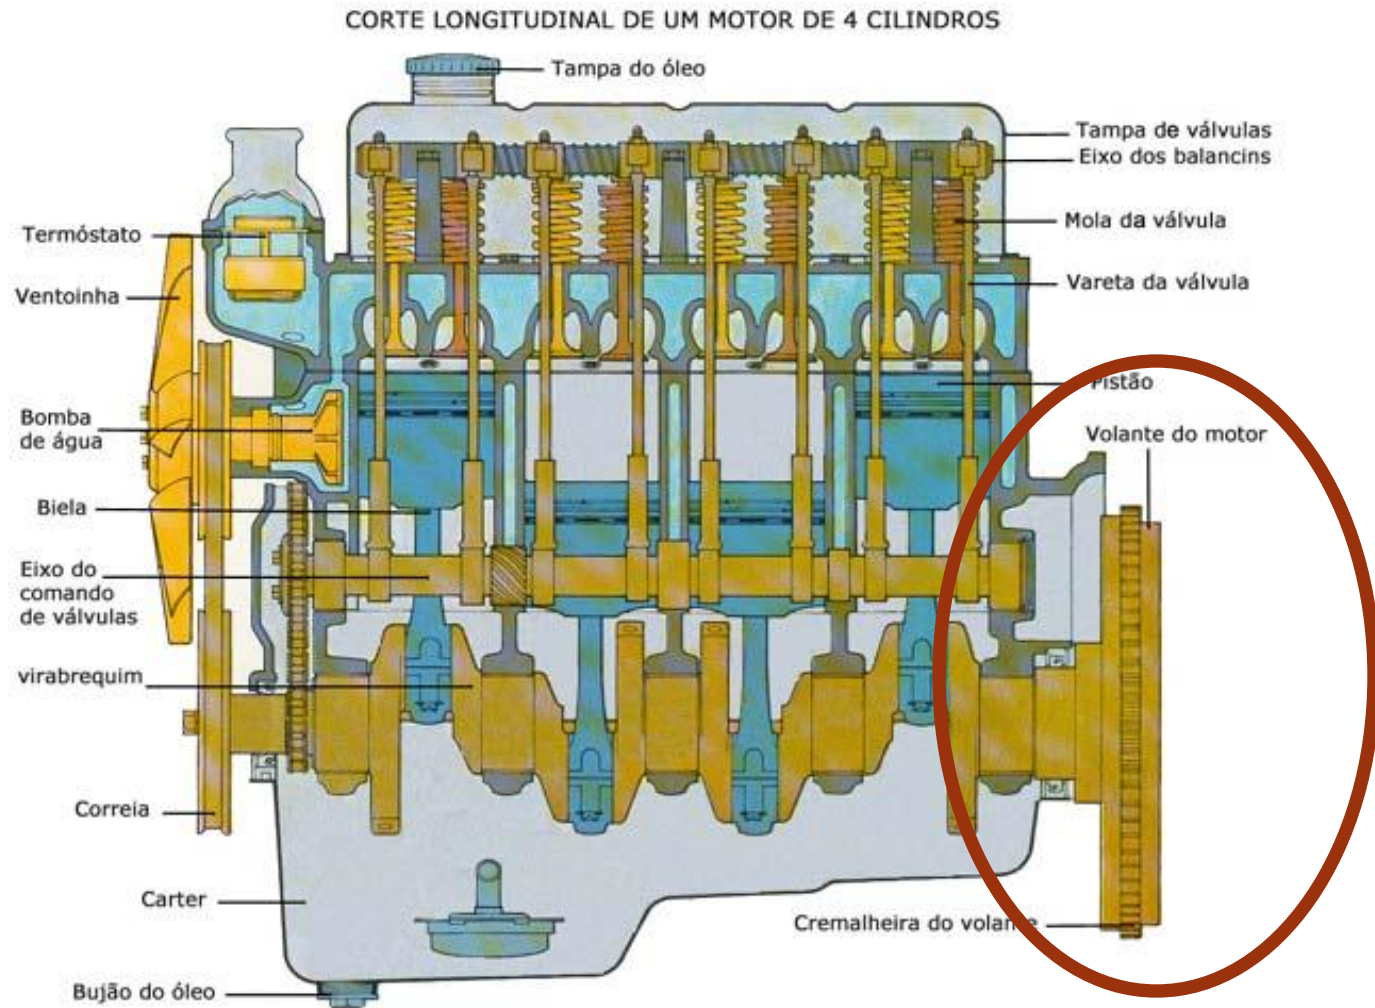 CORTE LONGITUDINAL DE UM MOTOR DE 4 CILINDROS
Tampa do óleo
Tampa de válvulas
Eixo dos balancins
Mola da válvula
Vareta da válvula
Pistão
Volante do motor
Termóstato
Ventoinha
Bomba
de água
Biela
Eixo do
comando
de válvulas
virabrequim
Correia
Carter
Cremalheira do volante
Bujão do óleo